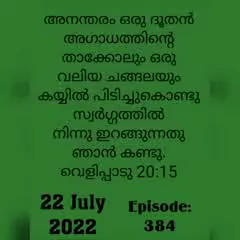 അനന്തരം ഒരു ദൂതൻ
അഗാധത്തിന്റെ
താക്കോലും ഒരു
വലിയ ചങ്ങലയും
കയ്യിൽ പിടിച്ചുകൊണ്ടു
സ്വർഗ്ഗത്തിൽ
നിന്നു ഇറങ്ങുന്നതു
ഞാൻ കണ്ടു.
വെളിപ്പാടു 20:15
22 July
2022
Episode:
384